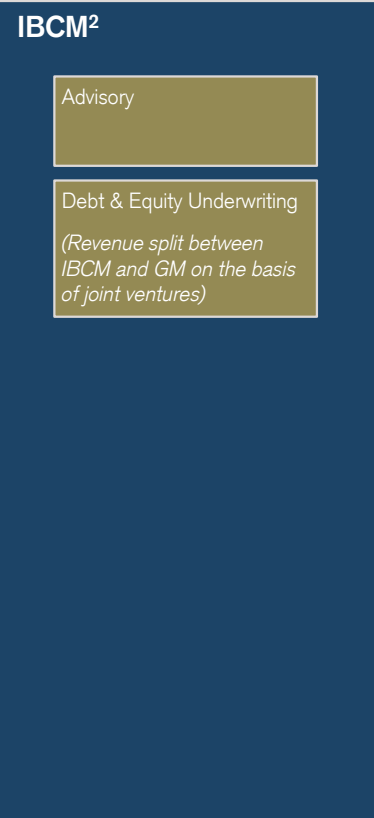 IBCM²
Advisory
Debt & Equity Underwriting
(Revenue split between
IBCM and GM on the basis
of joint ventures)